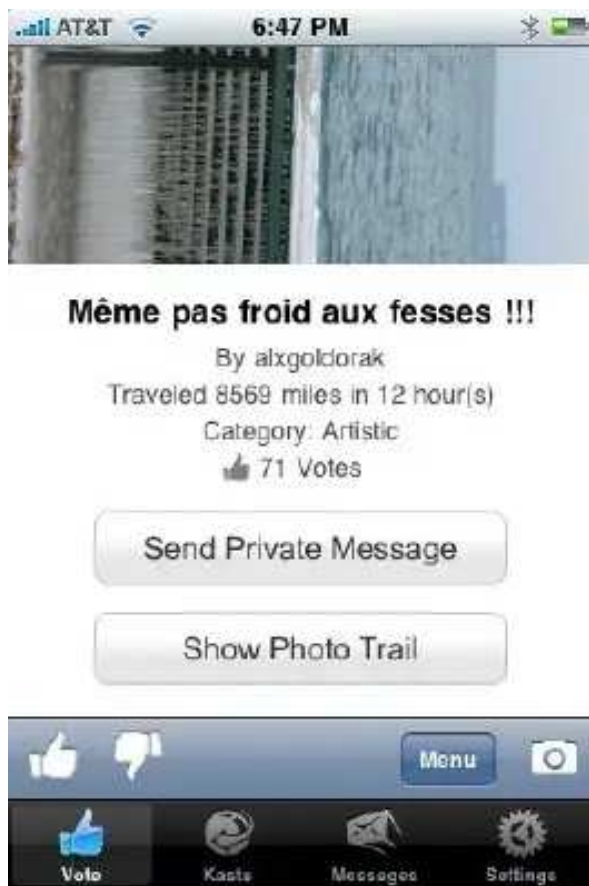 AT&T 6:47 PM
Même pas froid aux fesses !!!
By alxgoldorak
Traveled 8569 miles in 12 hour(s)
Category: Artistic
71 Votes
Send Private Message
Show Photo Trail
Menu
Vote Kasts Messages Settings